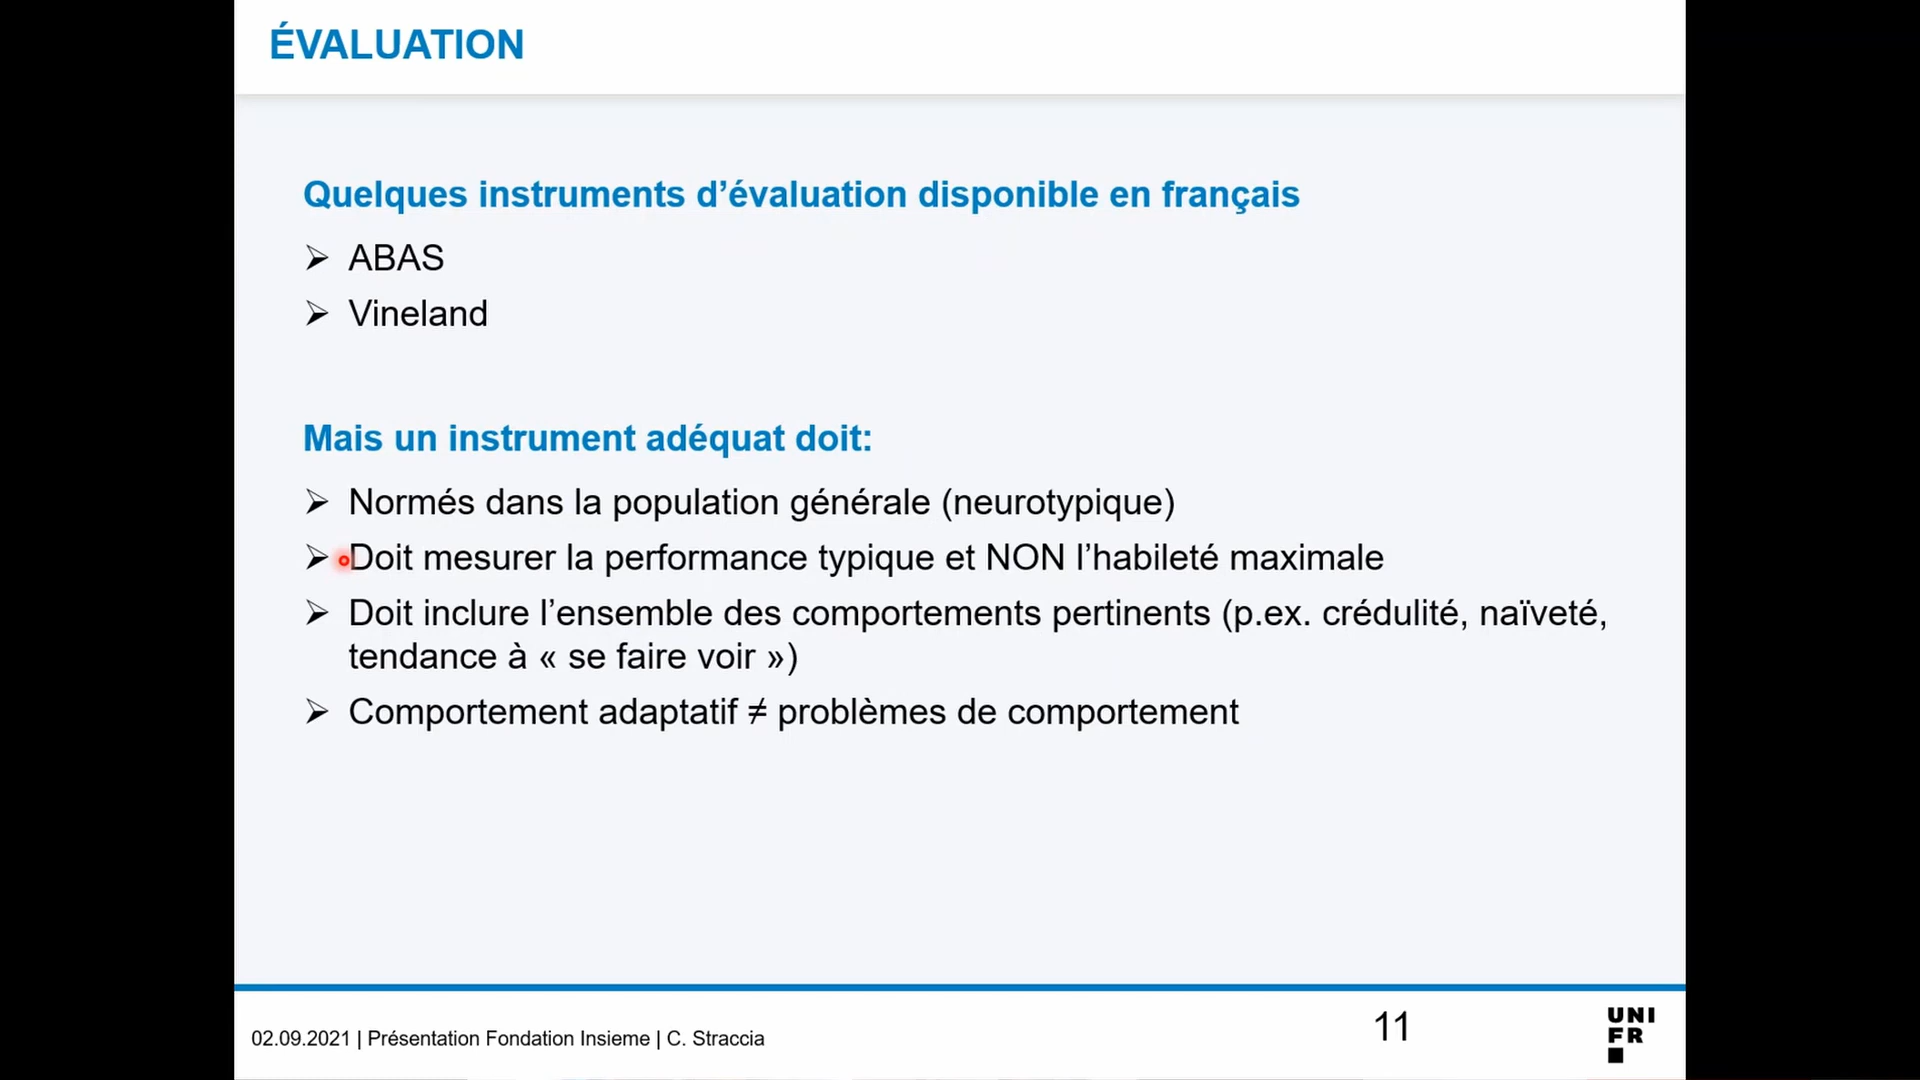 ÉVALUATION
Quelques instruments d’évaluation disponible en français
➢ ABAS
➢ Vineland
Mais un instrument adéquat doit:
➢ Normés dans la population générale (neurotypique)
➢ Doit mesurer la performance typique et NON l’habileté maximale
➢ Doit inclure l’ensemble des comportements pertinents (p.ex. crédulité, naïveté,
tendance à « se faire voir »)
➢ Comportement adaptatif ≠ problèmes de comportement
02.09.2021 | Présentation Fondation Insieme | C. Straccia
11
UNI
FR